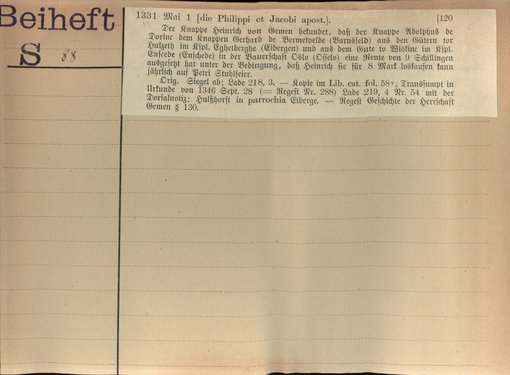 Beiheft
S 88
1331 Mai 1 [die Philippi et Jacobi apost.]. [120
Der Knappe Heinrich von Gemen bekundet, daß der Knappe Adolphus de
Dorinc dem Knappen Gerhard de Bermetvelde (Barnsfeld) aus den Gütern tor
Hulzeth im Kspl. Eghelberghe (Eibergen) und aus dem Gute to Bistinc im Kspl.
Enscede (Enschede) in der Bauerschaft Oslo (Osselo) eine Rente von 9 Schillingen
ausgesetzt hat unter der Bedingung, daß Heinrich sie für 8 Mark loskaufen kann
jährlich auf Petri Stuhlfeier.
Orig. Siegel ab; Lade 218, 3. — Kopie im Lib. cat. fol. 58v; Transsumpt in
Urkunde von 1346 Sept. 28 (= Regest Nr. 288) Lade 219, 4 Nr. 54 mit der
Dorsalnotiz: Hulßhorst in parrochia Eiberge. — Regest Geschichte der Herrschaft
Gemen § 130.